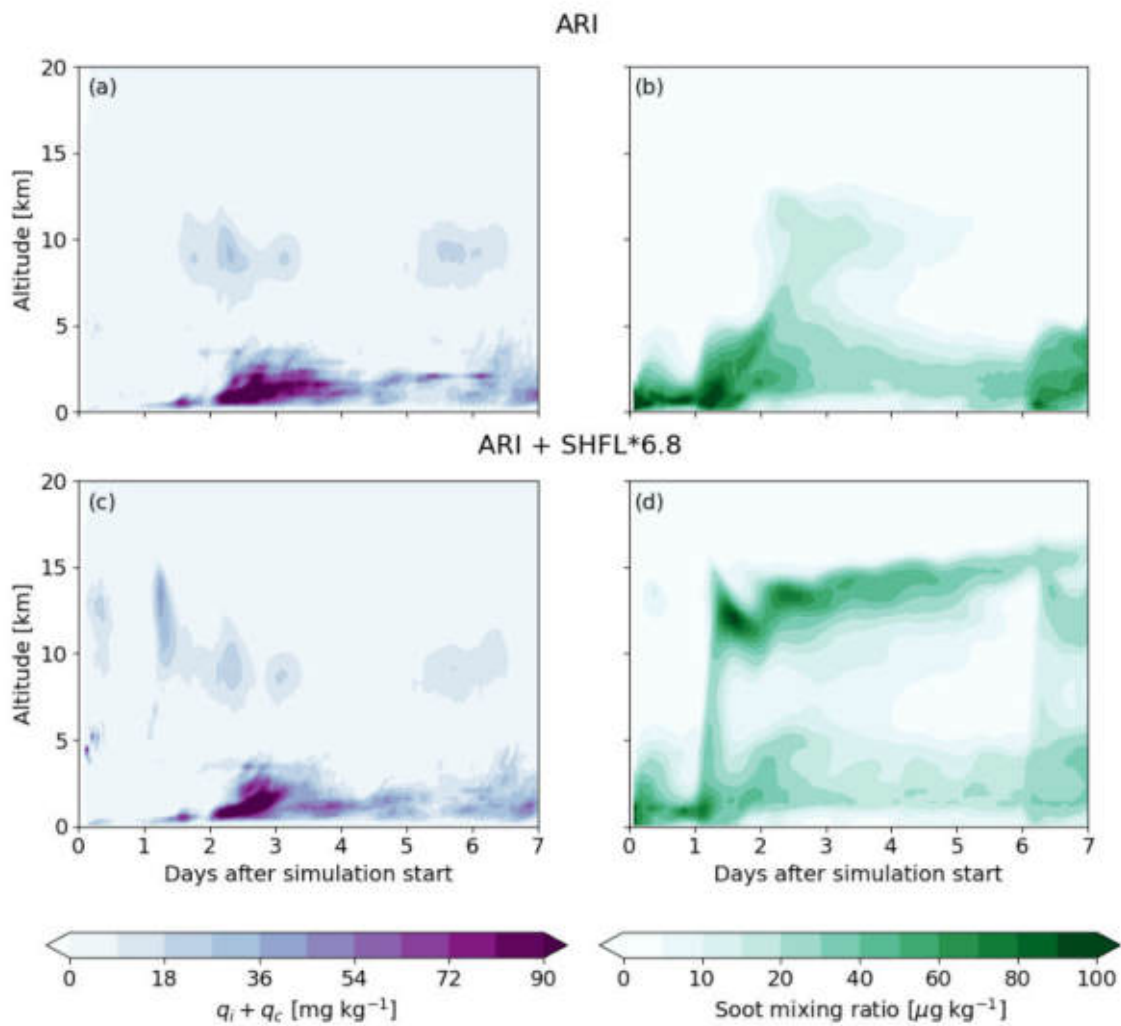 ARI
(a)
(b)
20
15
10
5
0
Altitude [km]
ARI + SHFL*6.8
(c)
(d)
20
15
10
5
0
Altitude [km]
0 1 2 3 4 5 6 7
0 1 2 3 4 5 6 7
Days after simulation start
Days after simulation start
0 18 36 54 72 90
0 10 20 40 60 80 100
qᵢ + q꜀ [mg kg⁻¹]
Soot mixing ratio [μg kg⁻¹]